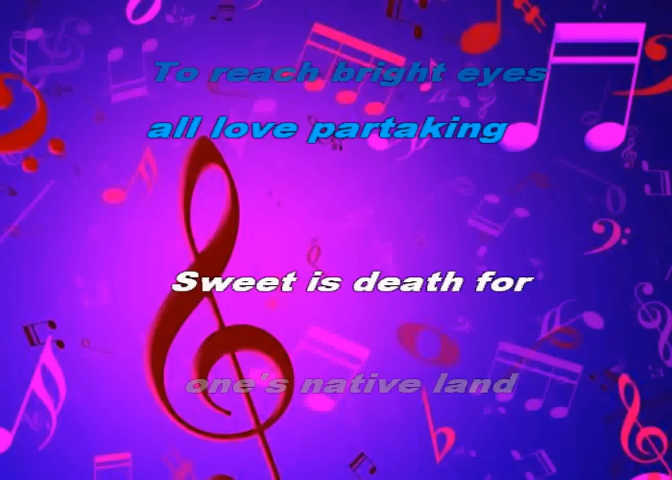 To reach bright eyes
all love partaking
Sweet is death for
one's native land